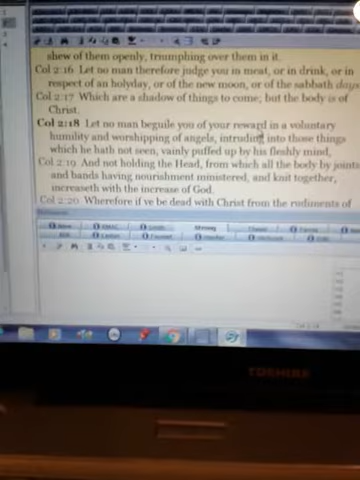 shew of them openly, triumphing over them in it.
Col 2:16 Let no man therefore judge you in meat, or in drink, or in
respect of an holyday, or of the new moon, or of the sabbath days
Col 2:17 Which are a shadow of things to come; but the body is of
Christ.
Col 2:18 Let no man beguile you of your reward in a voluntary
humility and worshipping of angels, intruding into those things
which he hath not seen, vainly puffed up by his fleshly mind,
Col 2:19 And not holding the Head, from which all the body by joints
and bands having nourishment ministered, and knit together,
increaseth with the increase of God.
Col 2:20 Wherefore if ye be dead with Christ from the rudiments of
TOSHIBA